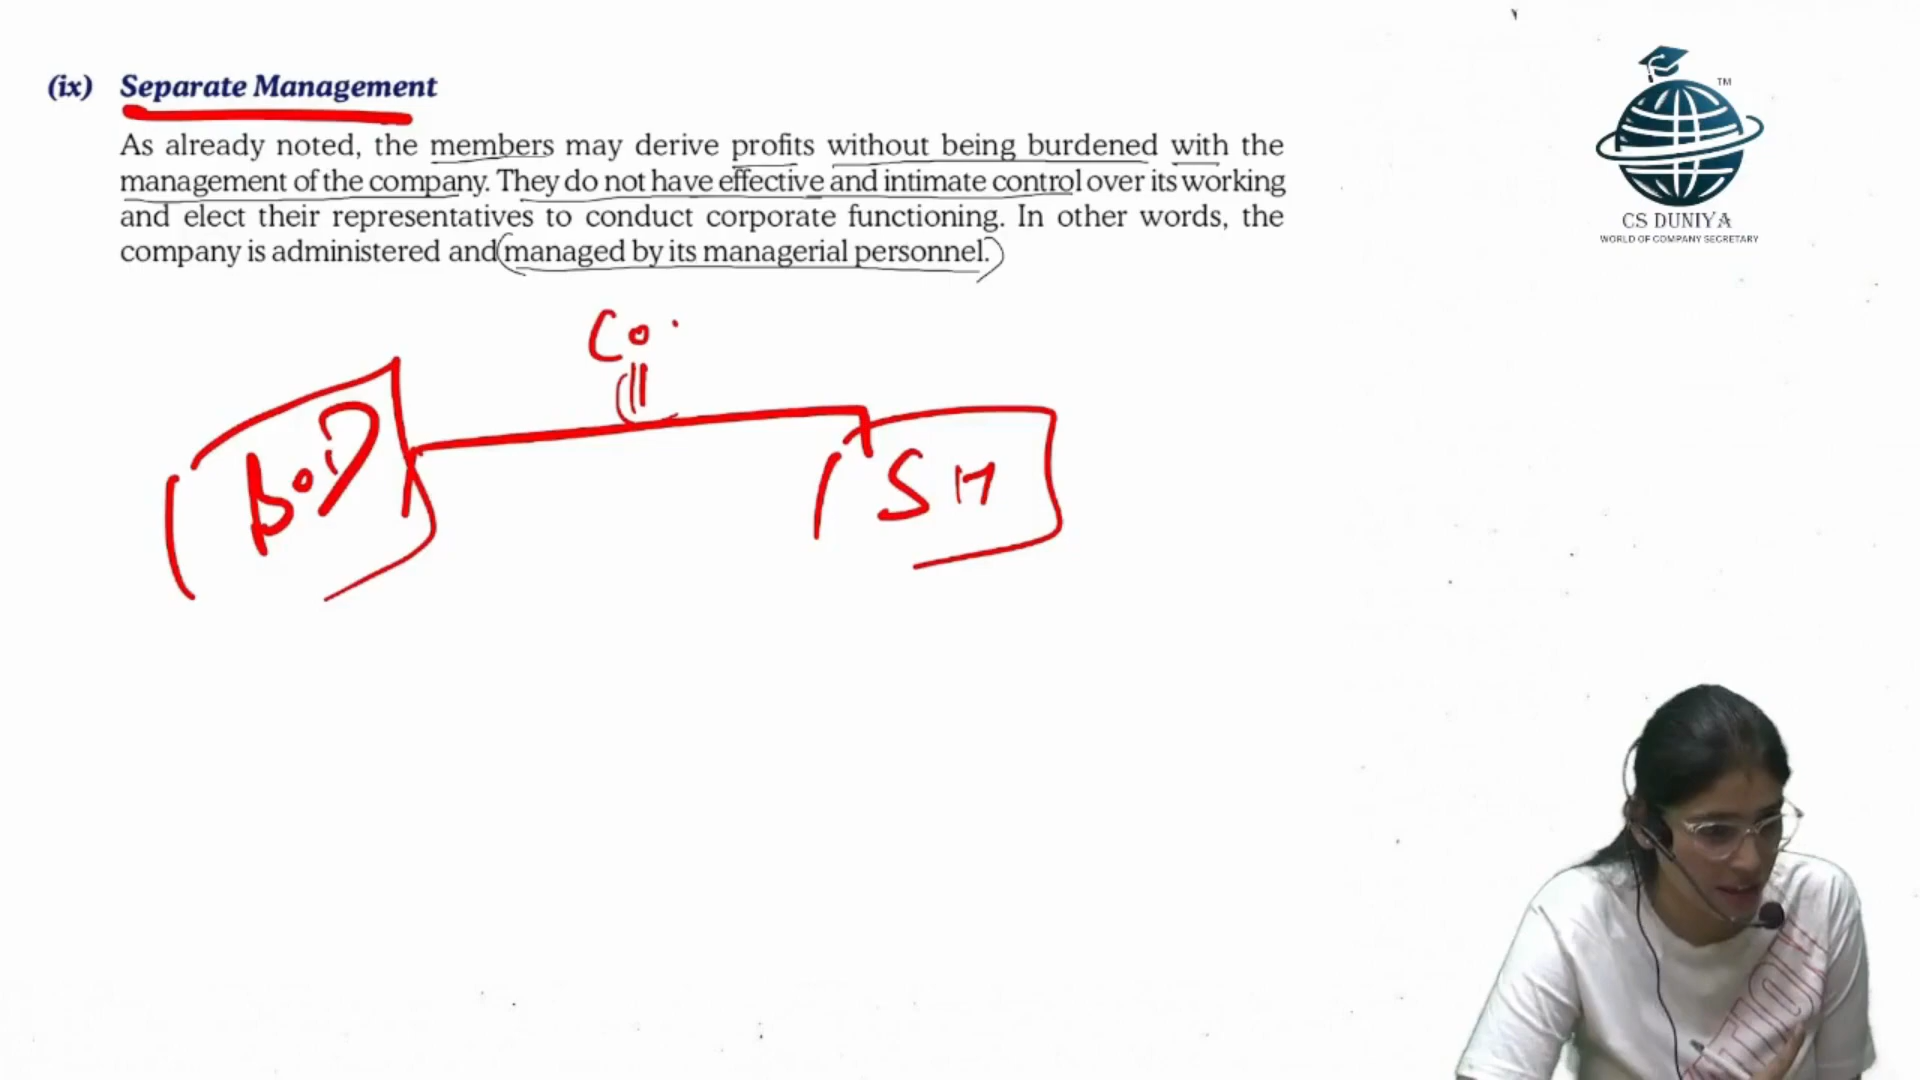 (ix) Separate Management
As already noted, the members may derive profits without being burdened with the
management of the company. They do not have effective and intimate control over its working
and elect their representatives to conduct corporate functioning. In other words, the
company is administered and managed by its managerial personnel.
TM
CS DUNIYA
WORLD OF COMPANY SECRETARY
Co.
BOD
SH